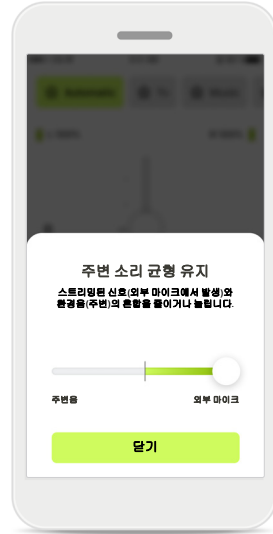 주변 소리 균형 유지
스트리밍된 신호(외부 마이크에서 발생)와
환경음(주변)의 혼합을 줄이거나 늘립니다.
주변음
외부 마이크
닫기